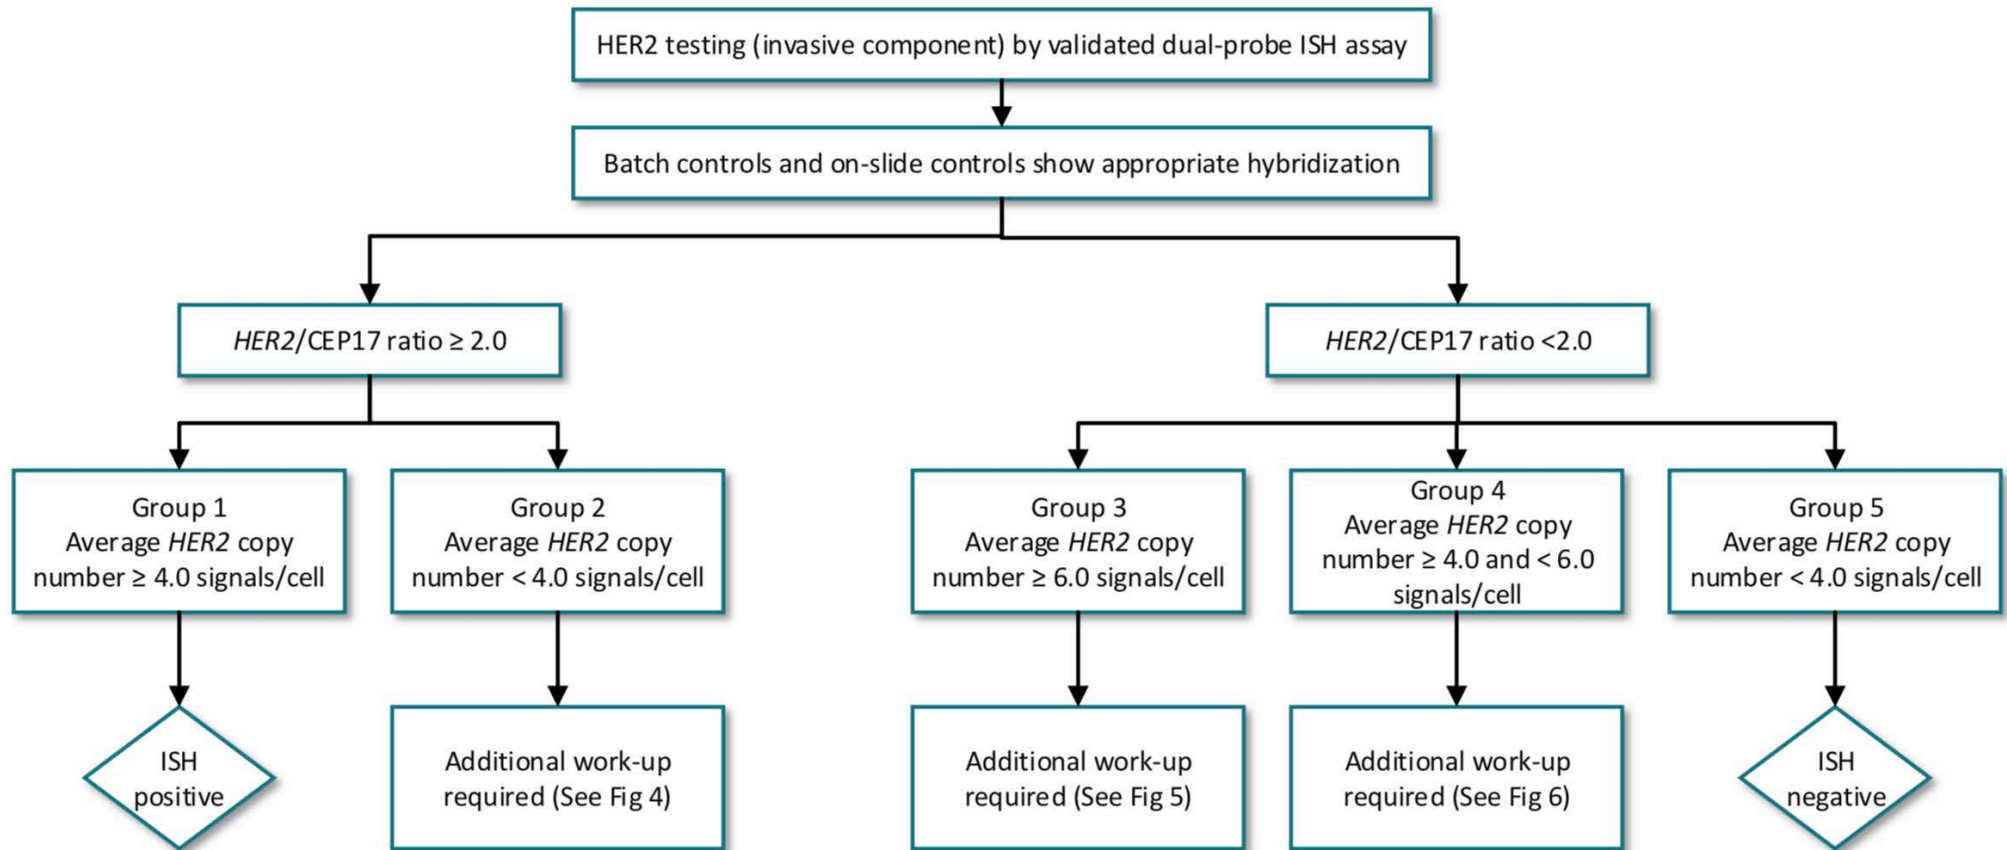 HER2 testing (invasive component) by validated dual-probe ISH assay
Batch controls and on-slide controls show appropriate hybridization
HER2/CEP17 ratio ≥ 2.0
HER2/CEP17 ratio <2.0
Group 1
Average HER2 copy
number ≥ 4.0 signals/cell
Group 2
Average HER2 copy
number < 4.0 signals/cell
Group 3
Average HER2 copy
number ≥ 6.0 signals/cell
Group 4
Average HER2 copy
number ≥ 4.0 and < 6.0
signals/cell
Group 5
Average HER2 copy
number < 4.0 signals/cell
ISH
positive
Additional work-up
required (See Fig 4)
Additional work-up
required (See Fig 5)
Additional work-up
required (See Fig 6)
ISH
negative